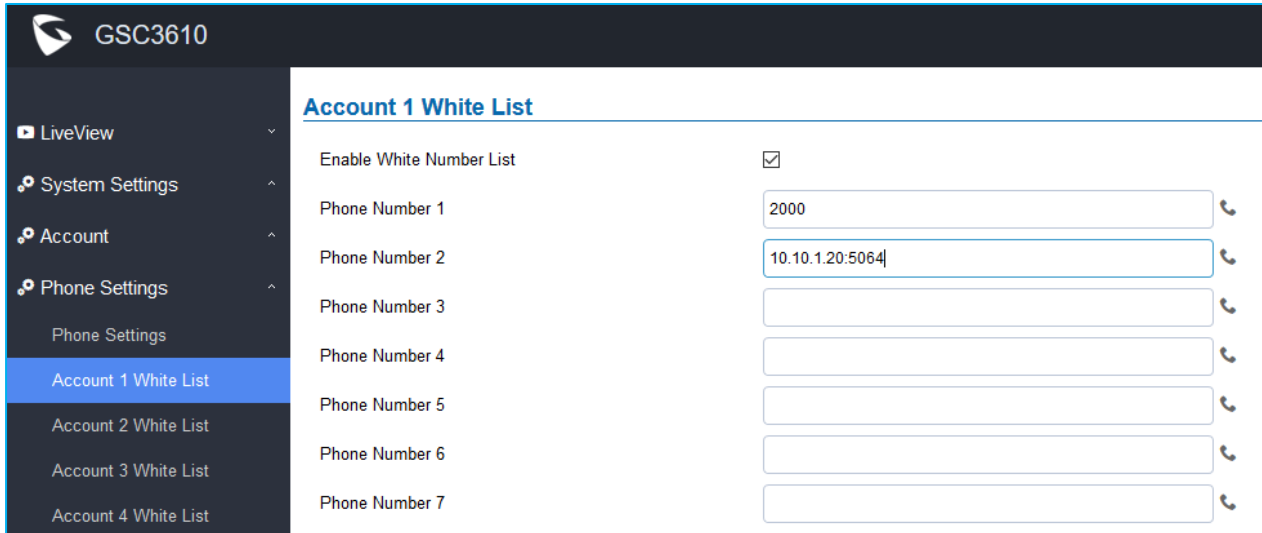 GSC3610
LiveView
System Settings
Account
Phone Settings
Phone Settings
Account 1 White List
Account 2 White List
Account 3 White List
Account 4 White List
Account 1 White List
Enable White Number List
Phone Number 1 2000
Phone Number 2 10.10.1.20:5064
Phone Number 3
Phone Number 4
Phone Number 5
Phone Number 6
Phone Number 7